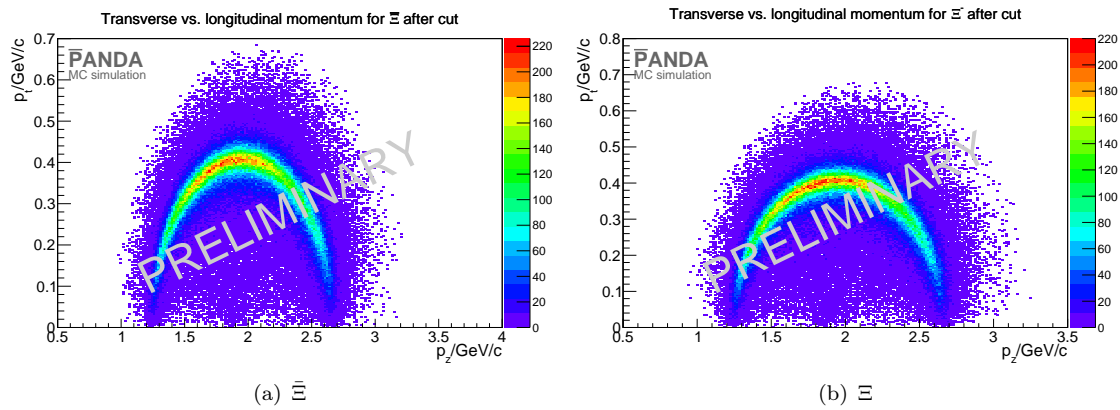 Transverse vs. longitudinal momentum for Ξ̄ after cut
pt/GeV/c
0.7
0.6
0.5
0.4
0.3
0.2
0.1
0
P̄ANDA
MC simulation
PRELIMINARY
220
200
180
160
140
120
100
80
60
40
20
0
0.5 1 1.5 2 2.5 3 3.5 4
pz/GeV/c
(a) Ξ̄
Transverse vs. longitudinal momentum for Ξ⁻ after cut
pt/GeV/c
0.8
0.7
0.6
0.5
0.4
0.3
0.2
0.1
0
P̄ANDA
MC simulation
PRELIMINARY
220
200
180
160
140
120
100
80
60
40
20
0
0.5 1 1.5 2 2.5 3 3.5
pz/GeV/c
(b) Ξ